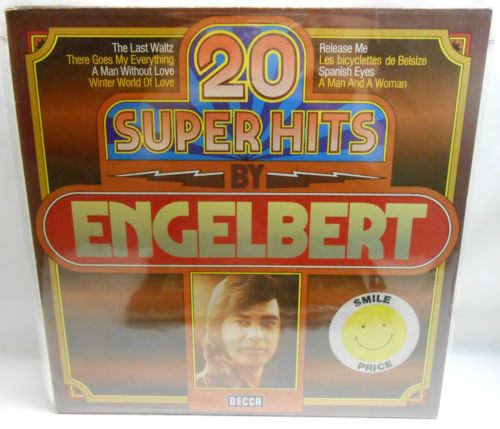 The Last Waltz
There Goes My Everything
A Man Without Love
Winter World Of Love
20
SUPER HITS
Release Me
Les bicyclettes de Belsize
Spanish Eyes
A Man And A Woman
BY
ENGELBERT
SMILE
PRICE
DECCA